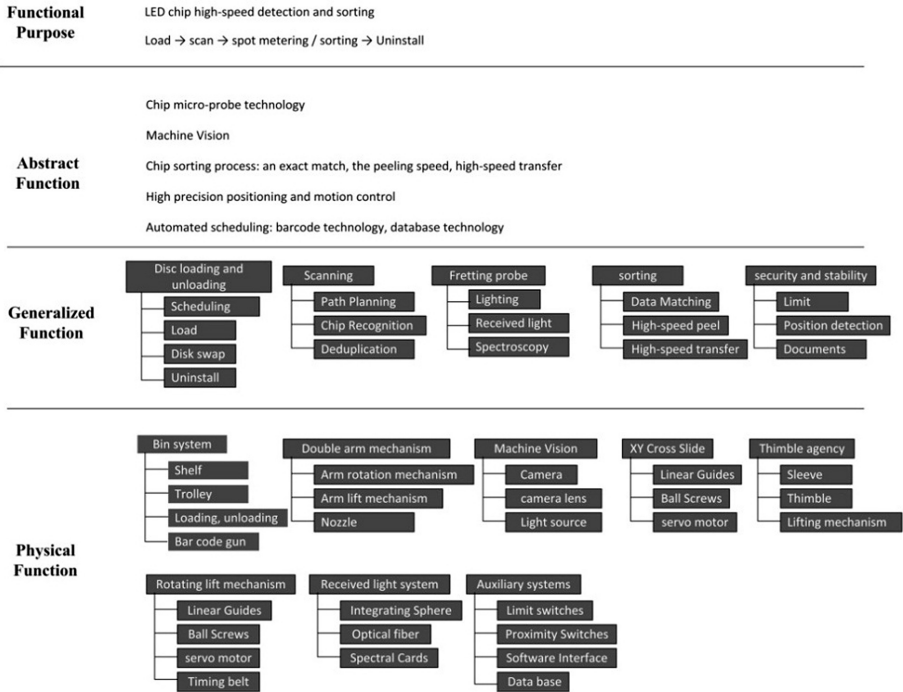 Functional
Purpose
LED chip high-speed detection and sorting
Load → scan → spot metering / sorting → Uninstall
Abstract
Function
Chip micro-probe technology
Machine Vision
Chip sorting process: an exact match, the peeling speed, high-speed transfer
High precision positioning and motion control
Automated scheduling: barcode technology, database technology
Generalized
Function
Disc loading and
unloading
Scheduling
Load
Disk swap
Uninstall
Scanning
Path Planning
Chip Recognition
Deduplication
Fretting probe
Lighting
Received light
Spectroscopy
sorting
Data Matching
High-speed peel
High-speed transfer
security and stability
Limit
Position detection
Documents
Physical
Function
Bin system
Shelf
Trolley
Loading, unloading
Bar code gun
Double arm mechanism
Arm rotation mechanism
Arm lift mechanism
Nozzle
Machine Vision
Camera
camera lens
Light source
XY Cross Slide
Linear Guides
Ball Screws
servo motor
Thimble agency
Sleeve
Thimble
Lifting mechanism
Rotating lift mechanism
Linear Guides
Ball Screws
servo motor
Timing belt
Received light system
Integrating Sphere
Optical fiber
Spectral Cards
Auxiliary systems
Limit switches
Proximity Switches
Software Interface
Data base